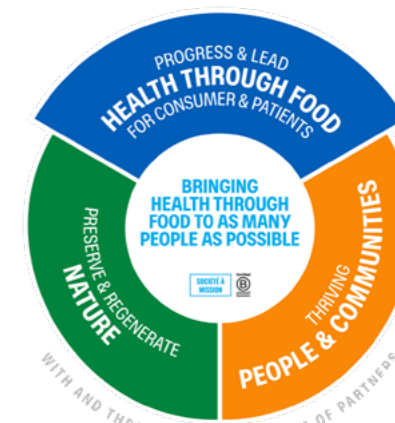 PROGRESS & LEAD
HEALTH THROUGH FOOD
FOR CONSUMER & PATIENTS
BRINGING
HEALTH THROUGH
FOOD TO AS MANY
PEOPLE AS POSSIBLE
SOCIÉTÉ À
MISSION
B
PRESERVE & REGENERATE
NATURE
THRIVING
PEOPLE & COMMUNITIES
WITH AND
OF PARTNERS